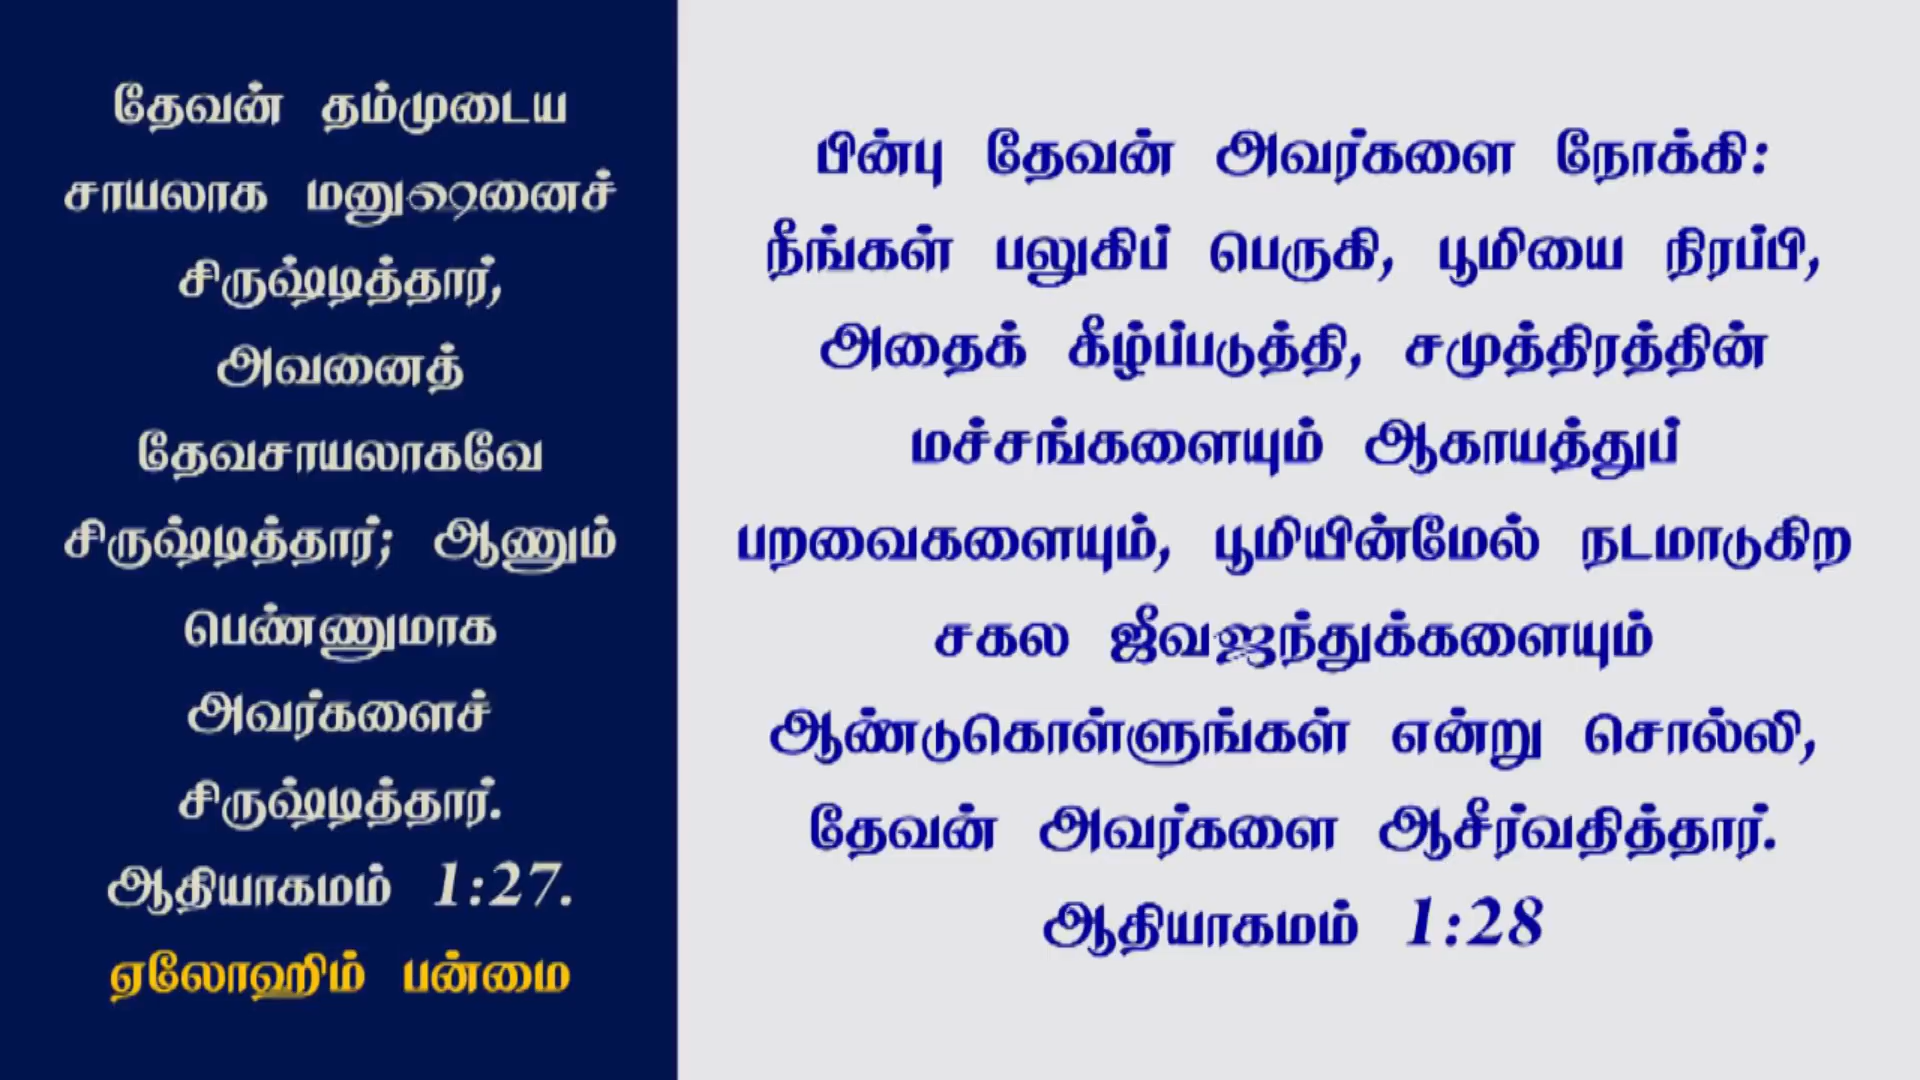 தேவன் தம்முடைய
சாயலாக மனுஷனைச்
சிருஷ்டித்தார்,
அவனைத்
தேவசாயலாகவே
சிருஷ்டித்தார்; ஆணும்
பெண்ணுமாக
அவர்களைச்
சிருஷ்டித்தார்.
ஆதியாகமம் 1:27.
ஏலோஹிம் பன்மை
பின்பு தேவன் அவர்களை நோக்கி:
நீங்கள் பலுகிப் பெருகி, பூமியை நிரப்பி,
அதைக் கீழ்ப்படுத்தி, சமுத்திரத்தின்
மச்சங்களையும் ஆகாயத்துப்
பறவைகளையும், பூமியின்மேல் நடமாடுகிற
சகல ஜீவஜந்துக்களையும்
ஆண்டுகொள்ளுங்கள் என்று சொல்லி,
தேவன் அவர்களை ஆசீர்வதித்தார்.
ஆதியாகமம் 1:28